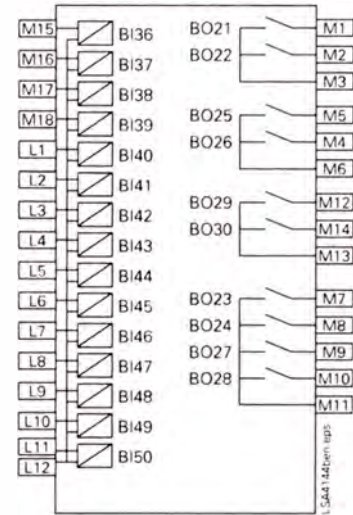 M15 BI36
M16 BI37
M17 BI38
M18 BI39
L1 BI40
L2 BI41
L3 BI42
L4 BI43
L5 BI44
L6 BI45
L7 BI46
L8 BI47
L9 BI48
L10 BI49
L11 BI50
L12
BO21 M1
BO22 M2
M3
BO25 M5
BO26 M4
M6
BO29 M12
BO30 M14
M13
BO23 M7
BO24 M8
BO27 M9
BO28 M10
M11
LSA4144ben.eps